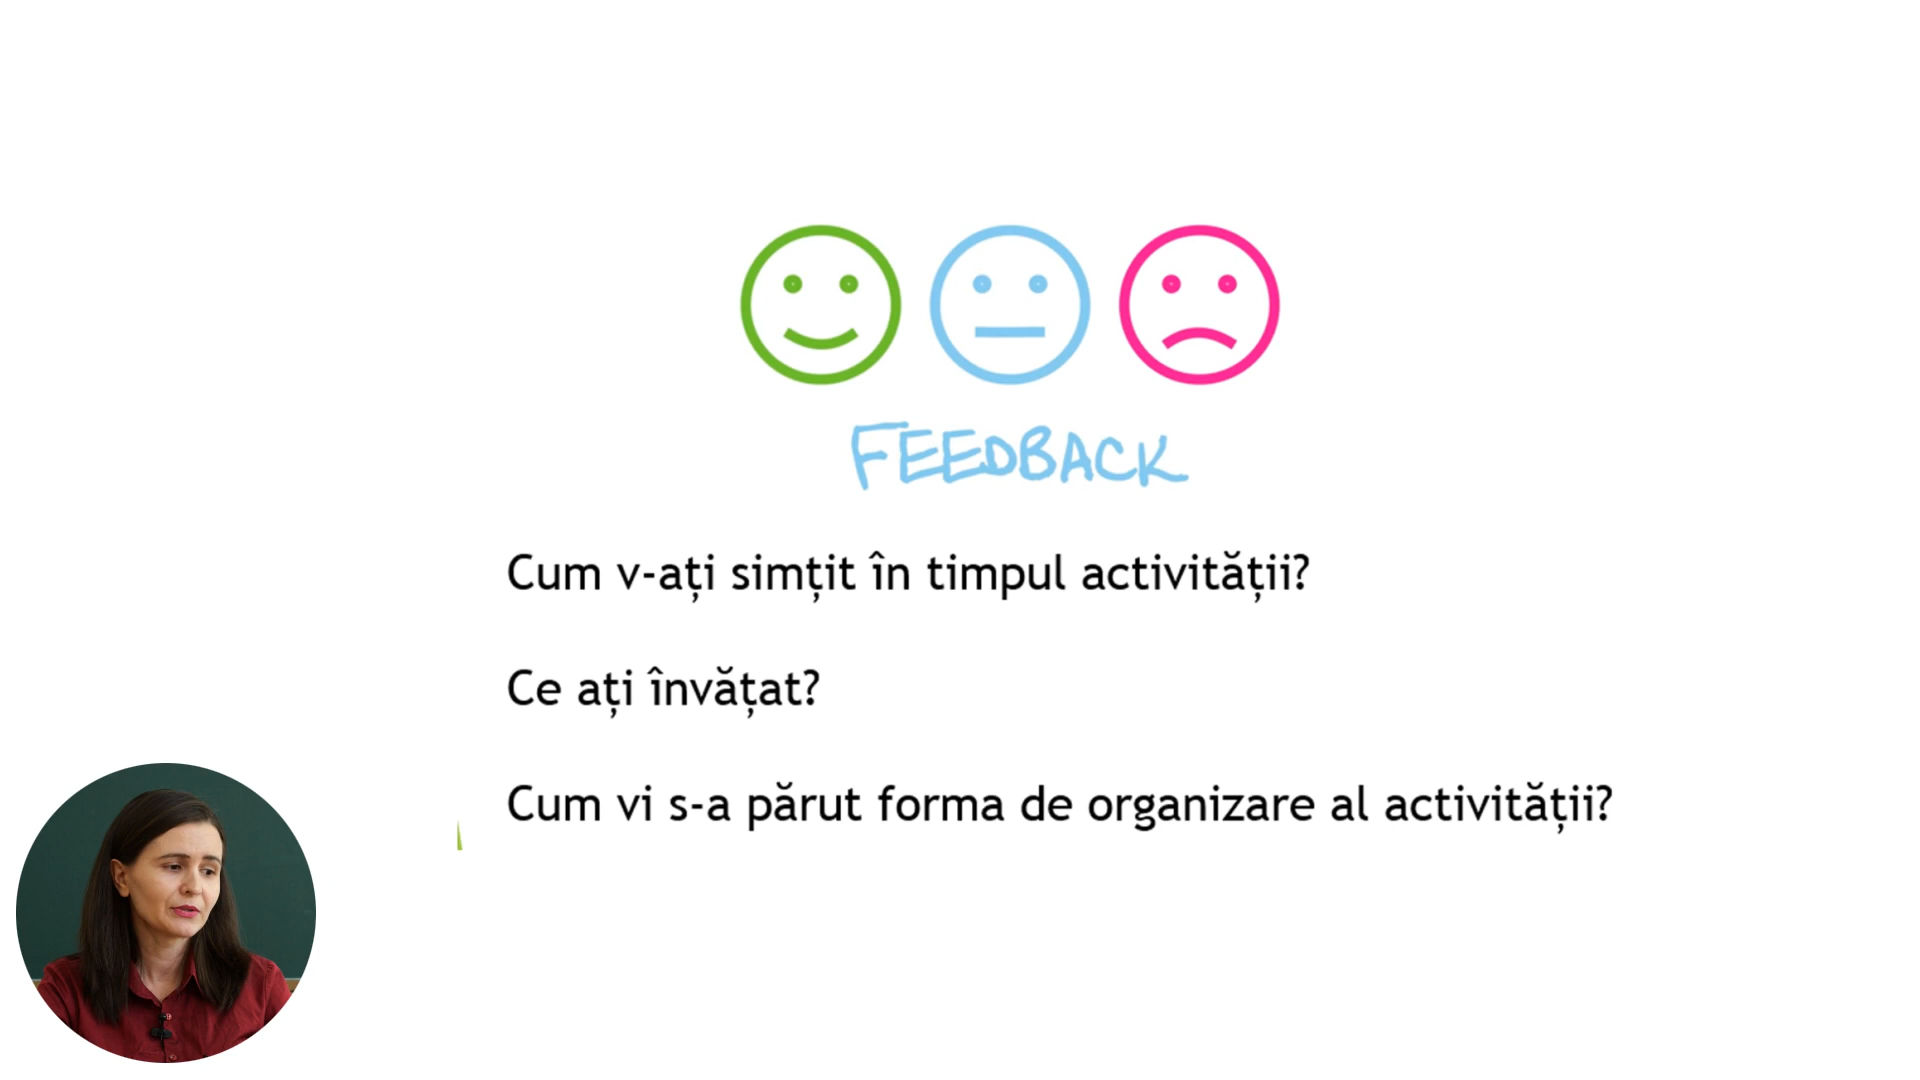 FEEDBACK
Cum v-ați simțit în timpul activității?
Ce ați învățat?
Cum vi s-a părut forma de organizare al activității?